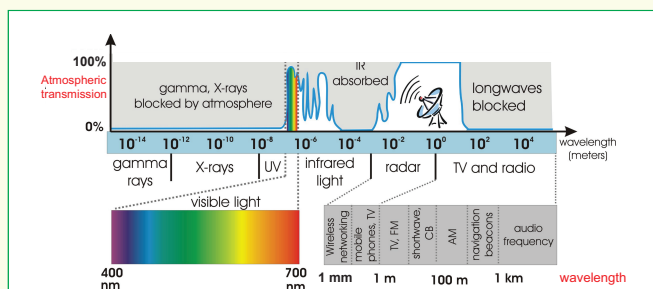 100%
Atmospheric
transmission
0%
gamma, X-rays
blocked by atmosphere
IR
absorbed
longwaves
blocked
10⁻¹⁴ 10⁻¹² 10⁻¹⁰ 10⁻⁸ 10⁻⁶ 10⁻⁴ 10⁻² 10⁰ 10² 10⁴
wavelength
(meters)
gamma
rays
X-rays
UV
infrared
light
radar
TV and radio
visible light
400
nm
700
nm
Wireless
networking
mobile
phones, TV
TV, FM
shortwave,
CB
AM
navigation
beacons
audio
frequency
1 mm 1 m 100 m 1 km wavelength